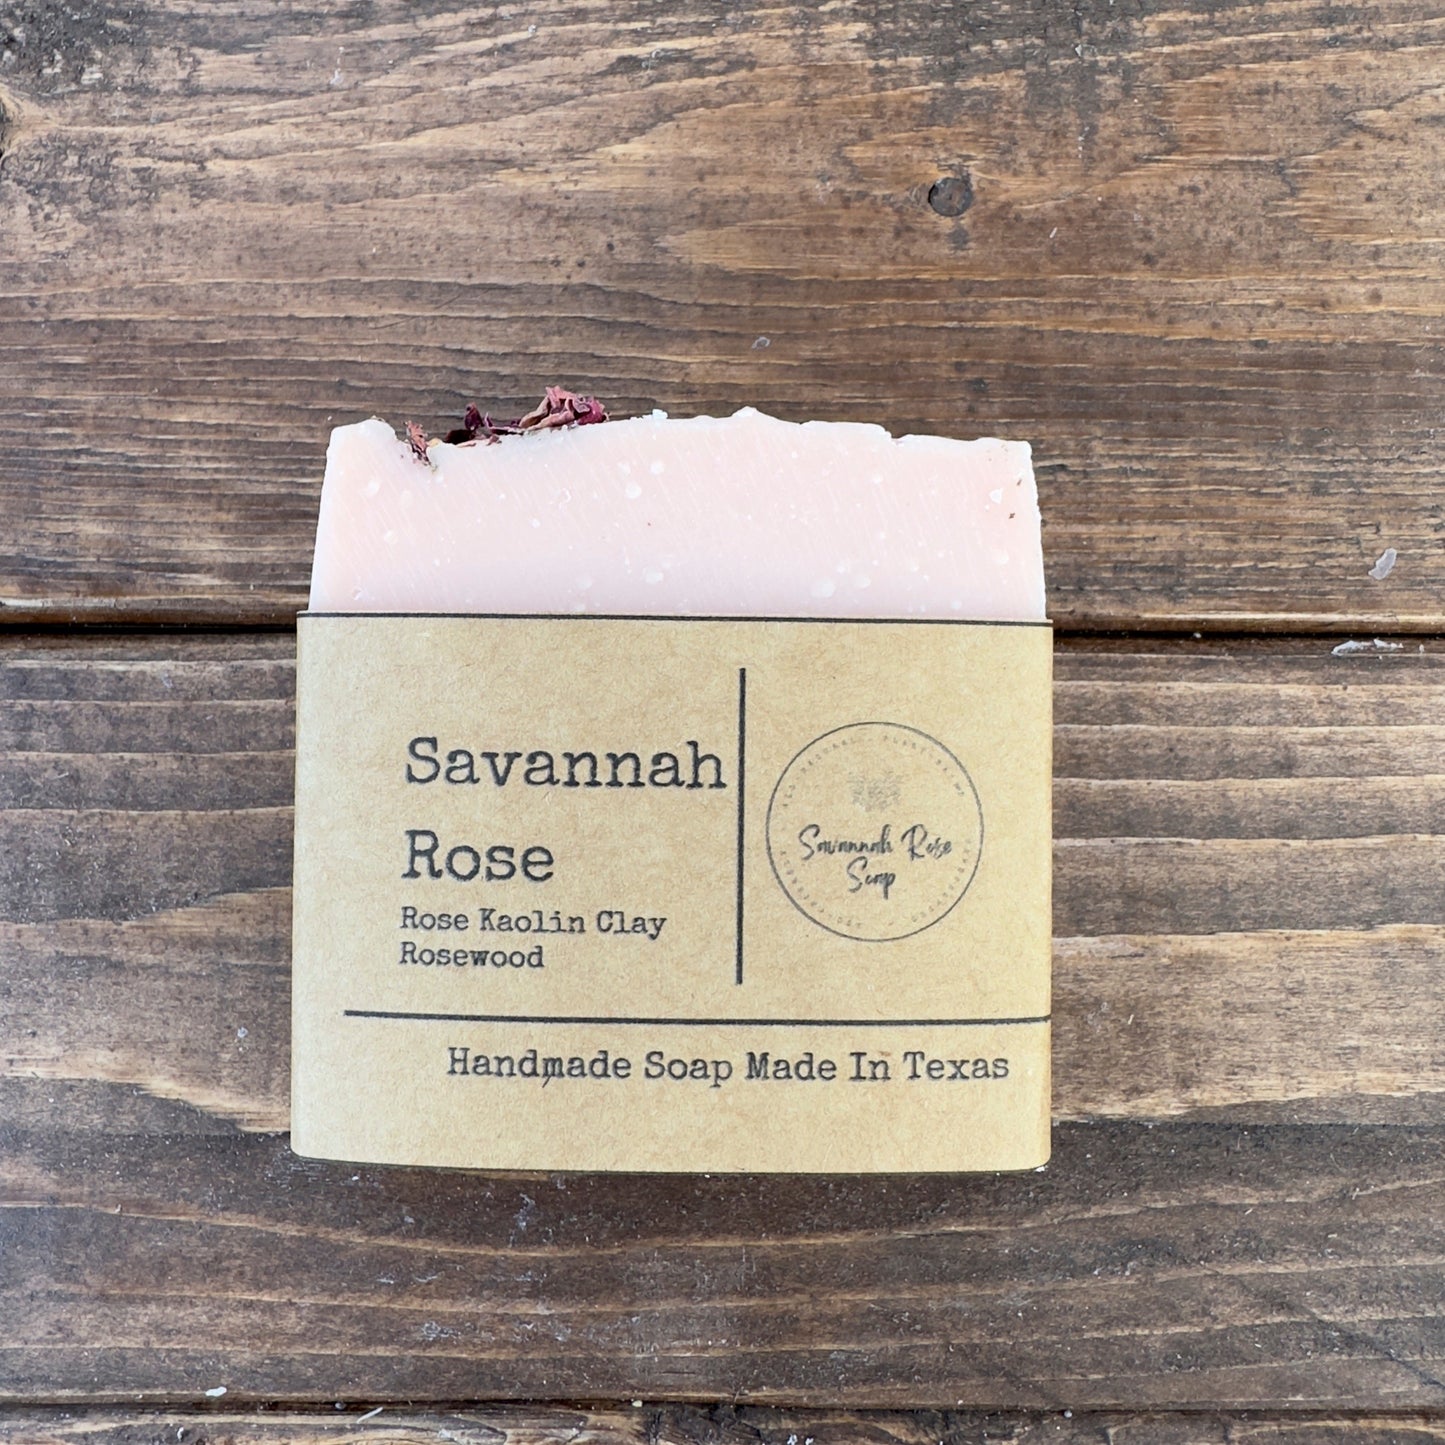 Savannah
Rose
Rose Kaolin Clay
Rosewood
Savannah Rose
Soap
Handmade Soap Made In Texas